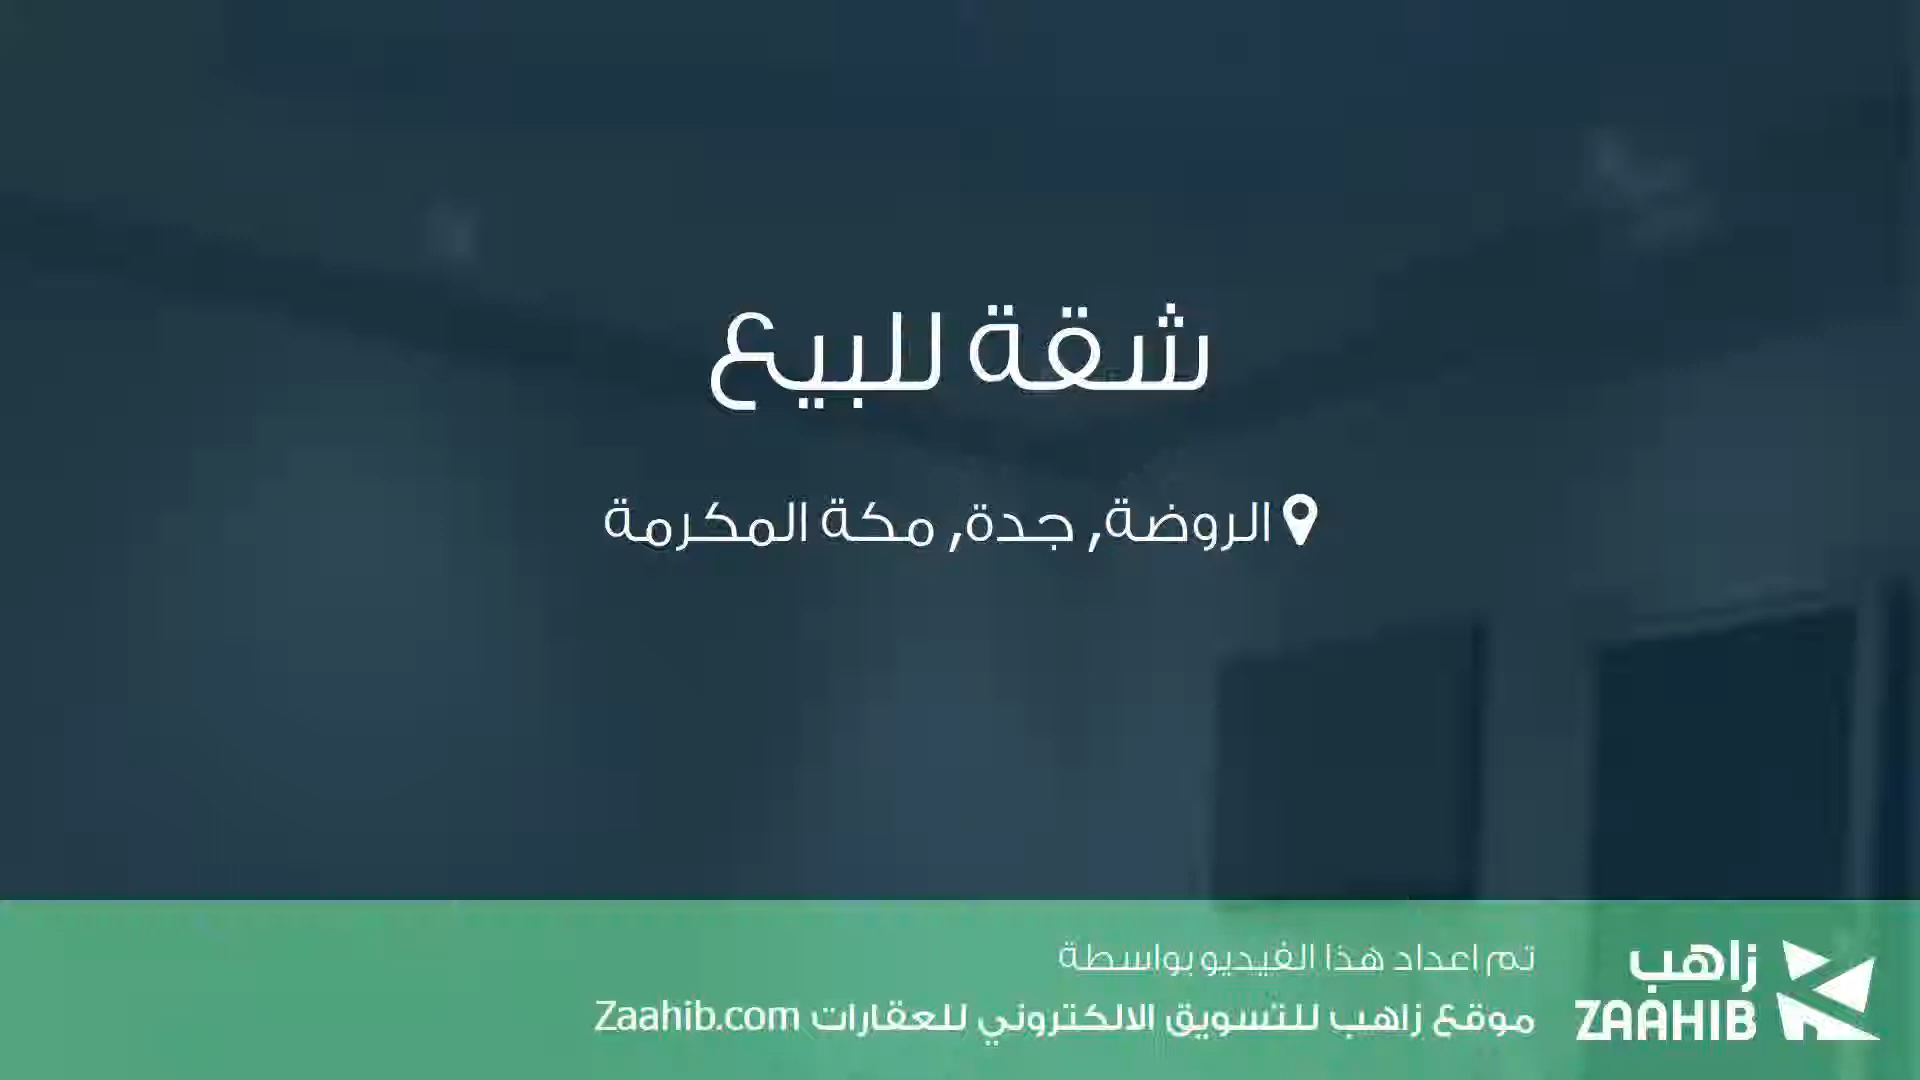 شقة للبيع
الروضة, جدة, مكة المكرمة
تم اعداد هذا الفيديو بواسطة
موقع زاهب للتسويق الالكتروني للعقارات Zaahib.com
زاهب
ZAAHIB